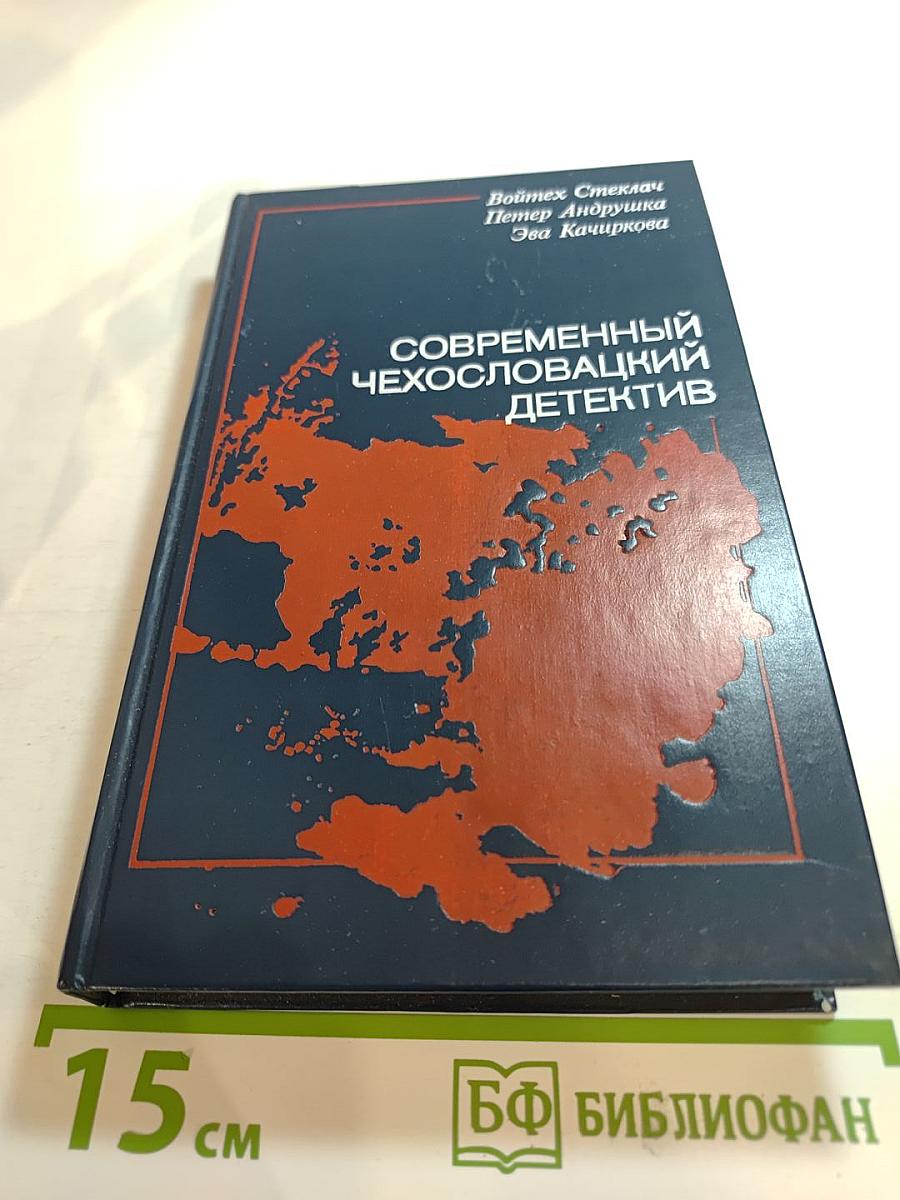 Войтех Стеклач
Петер Андрушка
Эва Качиркова
СОВРЕМЕННЫЙ
ЧЕХОСЛОВАЦКИЙ
ДЕТЕКТИВ
15 см
БФ БИБЛИОФАН